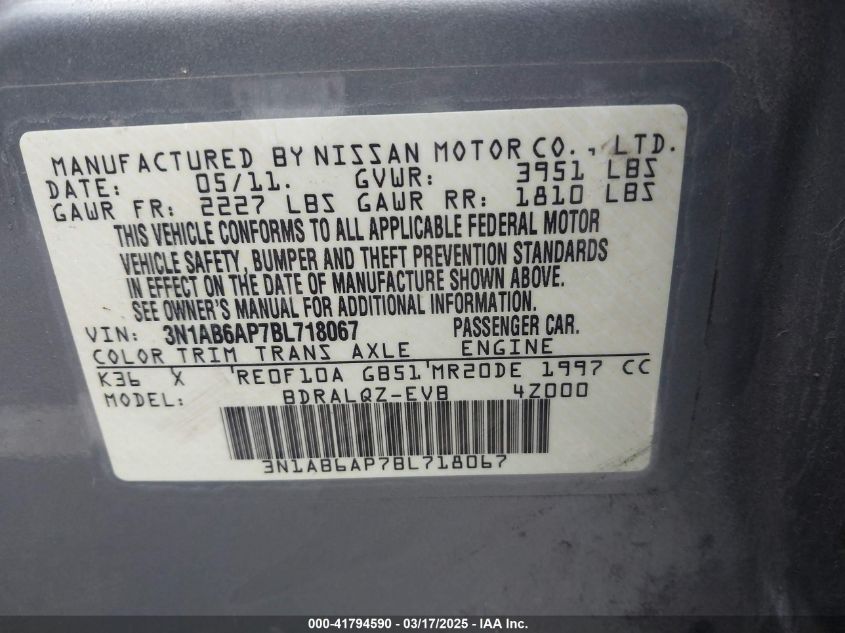 MANUFACTURED BY NISSAN MOTOR CO., LTD.
DATE: 05/11. GVWR: 3951 LBS
GAWR FR: 2227 LBS GAWR RR: 1810 LBS
THIS VEHICLE CONFORMS TO ALL APPLICABLE FEDERAL MOTOR
VEHICLE SAFETY, BUMPER AND THEFT PREVENTION STANDARDS
IN EFFECT ON THE DATE OF MANUFACTURE SHOWN ABOVE.
SEE OWNER'S MANUAL FOR ADDITIONAL INFORMATION.
VIN: 3N1AB6AP7BL718067 PASSENGER CAR.
COLOR TRIM TRANS AXLE ENGINE
K36 X RE0F10A GB51 MR20DE 1997 CC
MODEL: BDRALQZ-EVB 4Z000
3N1AB6AP7BL718067
000-41794590 - 03/17/2025 - IAA Inc.